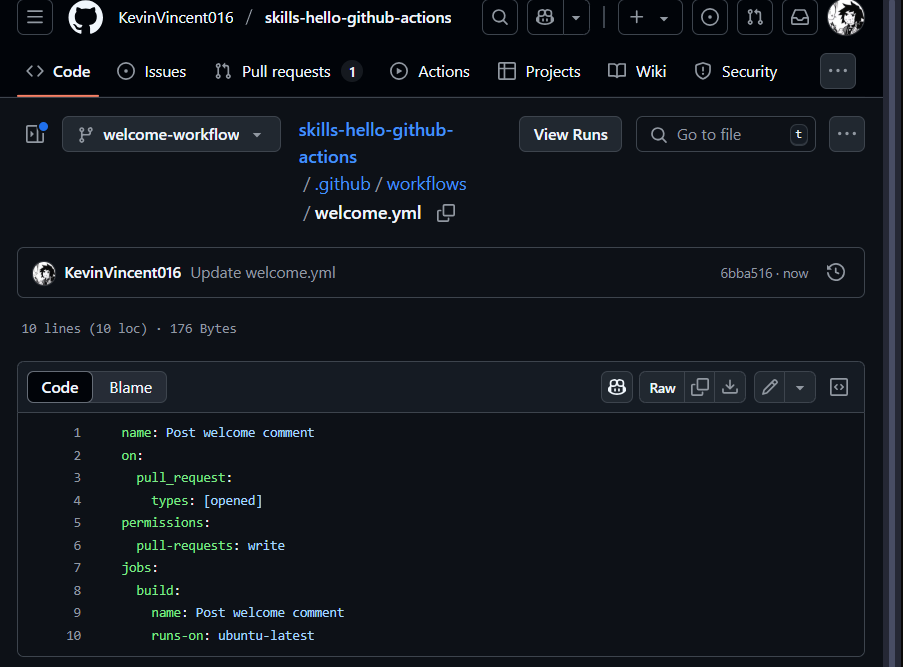 KevinVincent016 / skills-hello-github-actions
Code Issues Pull requests 1 Actions Projects Wiki Security
welcome-workflow
skills-hello-github-
actions
/ .github / workflows
/ welcome.yml
View Runs
Go to file t
KevinVincent016 Update welcome.yml 6bba516 · now
10 lines (10 loc) · 176 Bytes
Code Blame Raw
1 name: Post welcome comment
2 on:
3 pull_request:
4 types: [opened]
5 permissions:
6 pull-requests: write
7 jobs:
8 build:
9 name: Post welcome comment
10 runs-on: ubuntu-latest